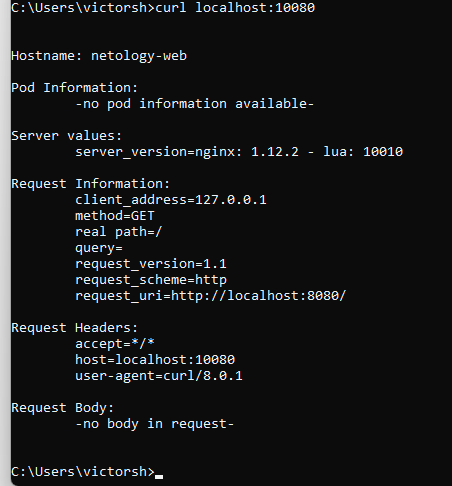 C:\Users\victorsh>curl localhost:10080
Hostname: netology-web
Pod Information:
-no pod information available-
Server values:
server_version=nginx: 1.12.2 - lua: 10010
Request Information:
client_address=127.0.0.1
method=GET
real path=/
query=
request_version=1.1
request_scheme=http
request_uri=http://localhost:8080/
Request Headers:
accept=*/*
host=localhost:10080
user-agent=curl/8.0.1
Request Body:
-no body in request-
C:\Users\victorsh>